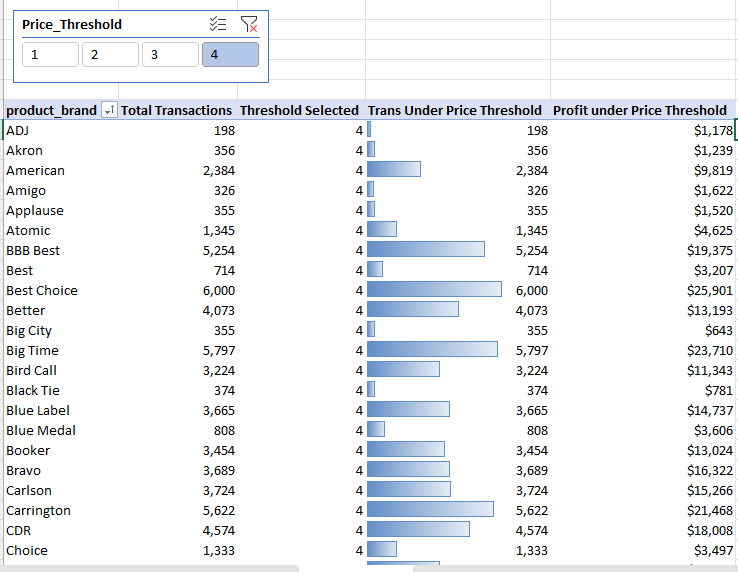 Price_Threshold
1 2 3 4
product_brand Total Transactions Threshold Selected Trans Under Price Threshold Profit under Price Threshold
ADJ 198 4 198 $1,178
Akron 356 4 356 $1,239
American 2,384 4 2,384 $9,819
Amigo 326 4 326 $1,622
Applause 355 4 355 $1,520
Atomic 1,345 4 1,345 $4,625
BBB Best 5,254 4 5,254 $19,375
Best 714 4 714 $3,207
Best Choice 6,000 4 6,000 $25,901
Better 4,073 4 4,073 $13,193
Big City 355 4 355 $643
Big Time 5,797 4 5,797 $23,710
Bird Call 3,224 4 3,224 $11,343
Black Tie 374 4 374 $781
Blue Label 3,665 4 3,665 $14,737
Blue Medal 808 4 808 $3,606
Booker 3,454 4 3,454 $13,024
Bravo 3,689 4 3,689 $16,322
Carlson 3,724 4 3,724 $15,266
Carrington 5,622 4 5,622 $21,468
CDR 4,574 4 4,574 $18,008
Choice 1,333 4 1,333 $3,497